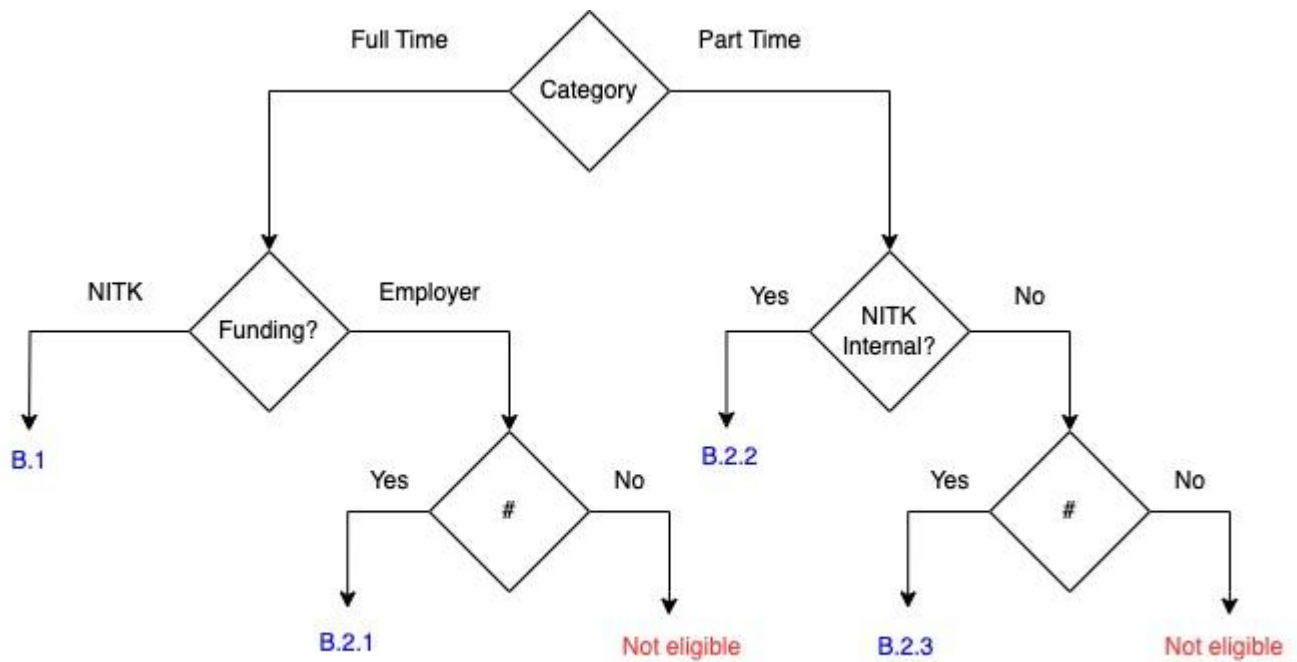 Full Time
Part Time
Category
NITK
Funding?
Employer
Yes
NITK
Internal?
No
B.1
B.2.2
Yes
#
No
Yes
#
No
B.2.1
Not eligible
B.2.3
Not eligible